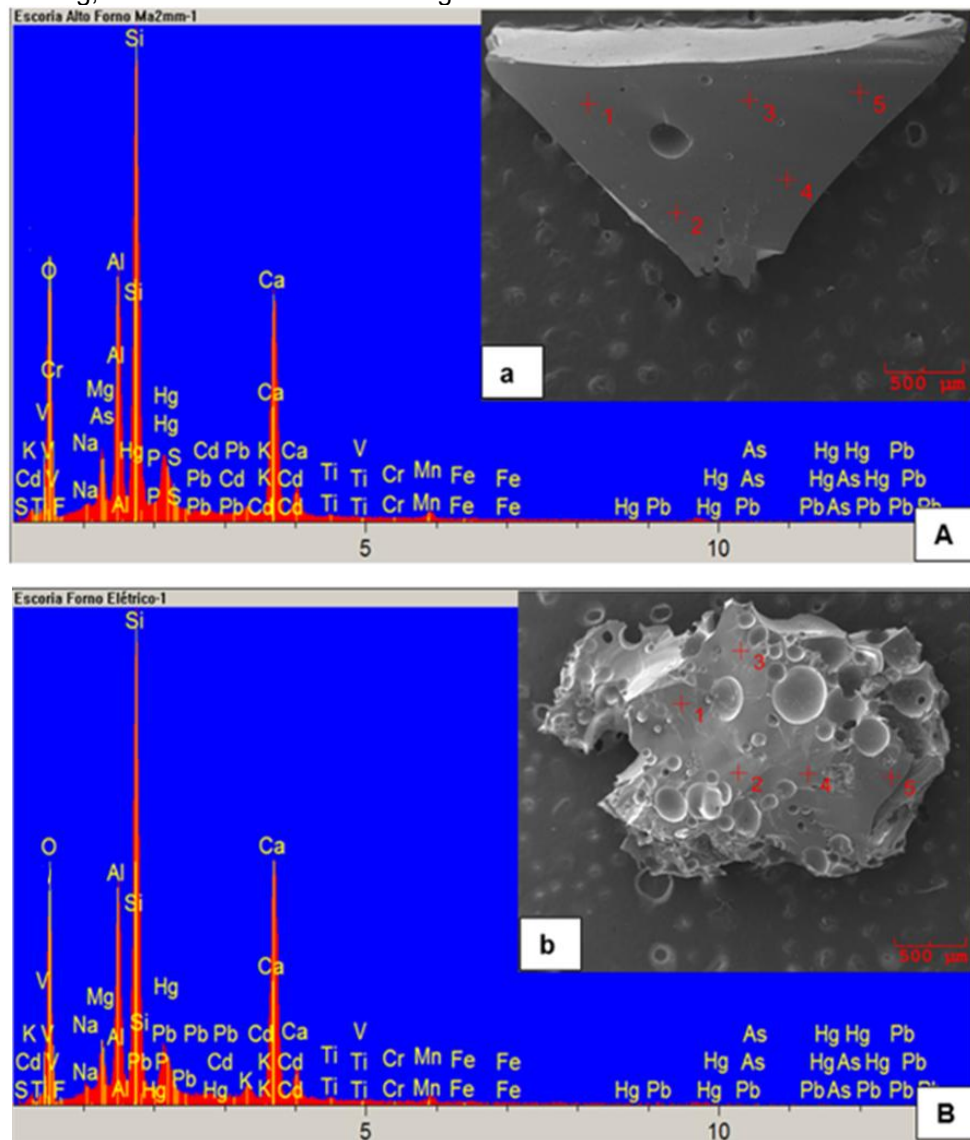 Escoria Alto Forno Ma2mm-1
Si
O
Al
Si
Ca
Cr
Al
Mg
Hg
Ca
V
As
Hg
Na
Hg
P S
Cd Pb K Ca
V
As
Hg Hg Pb
K V
Cd V
Pb Cd K Cd
Ti
Ti
Cr Mn Fe Fe
Hg As
Hg As Hg Pb
Na
Al
P S
Pb Pb Cd Cd
Ti
Ti
Cr Mn Fe Fe
Hg Pb
Hg Pb
Pb As Pb Pb
1
2
3
4
5
500 µm
a
5
10
A
Escoria Forno Elétrico-1
Si
O
Al
Si
Ca
V
Mg
Hg
Ca
K V
Na
Al
Si
Pb Pb Pb Cd Ca
V
As
Hg Hg Pb
Cd V
Na
Pb P
Cd K Cd
Ti
Ti
Cr Mn Fe Fe
Hg As
Hg As Hg Pb
Al
Hg
Pb
Hg K K Cd
Ti
Ti
Cr Mn Fe Fe
Hg Pb
Hg Pb
Pb As Pb Pb
1
2
3
4
5
500 µm
b
5
10
B